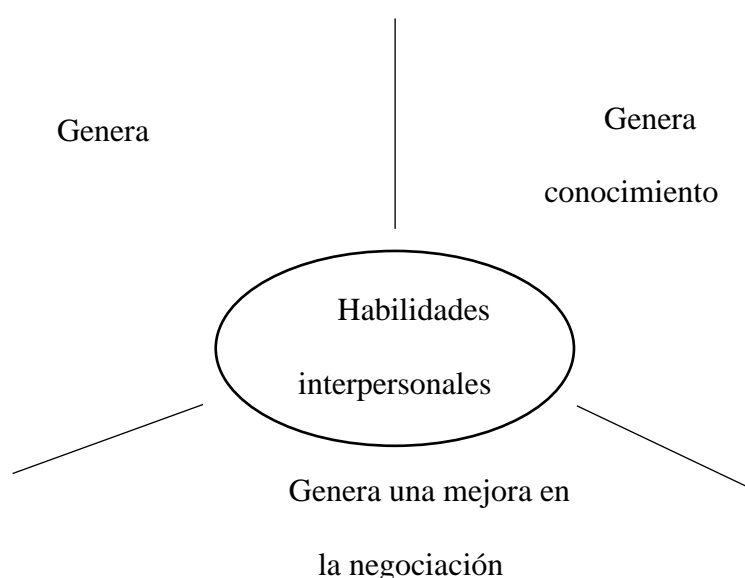 Genera
Genera
conocimiento
Habilidades
interpersonales
Genera una mejora en
la negociación